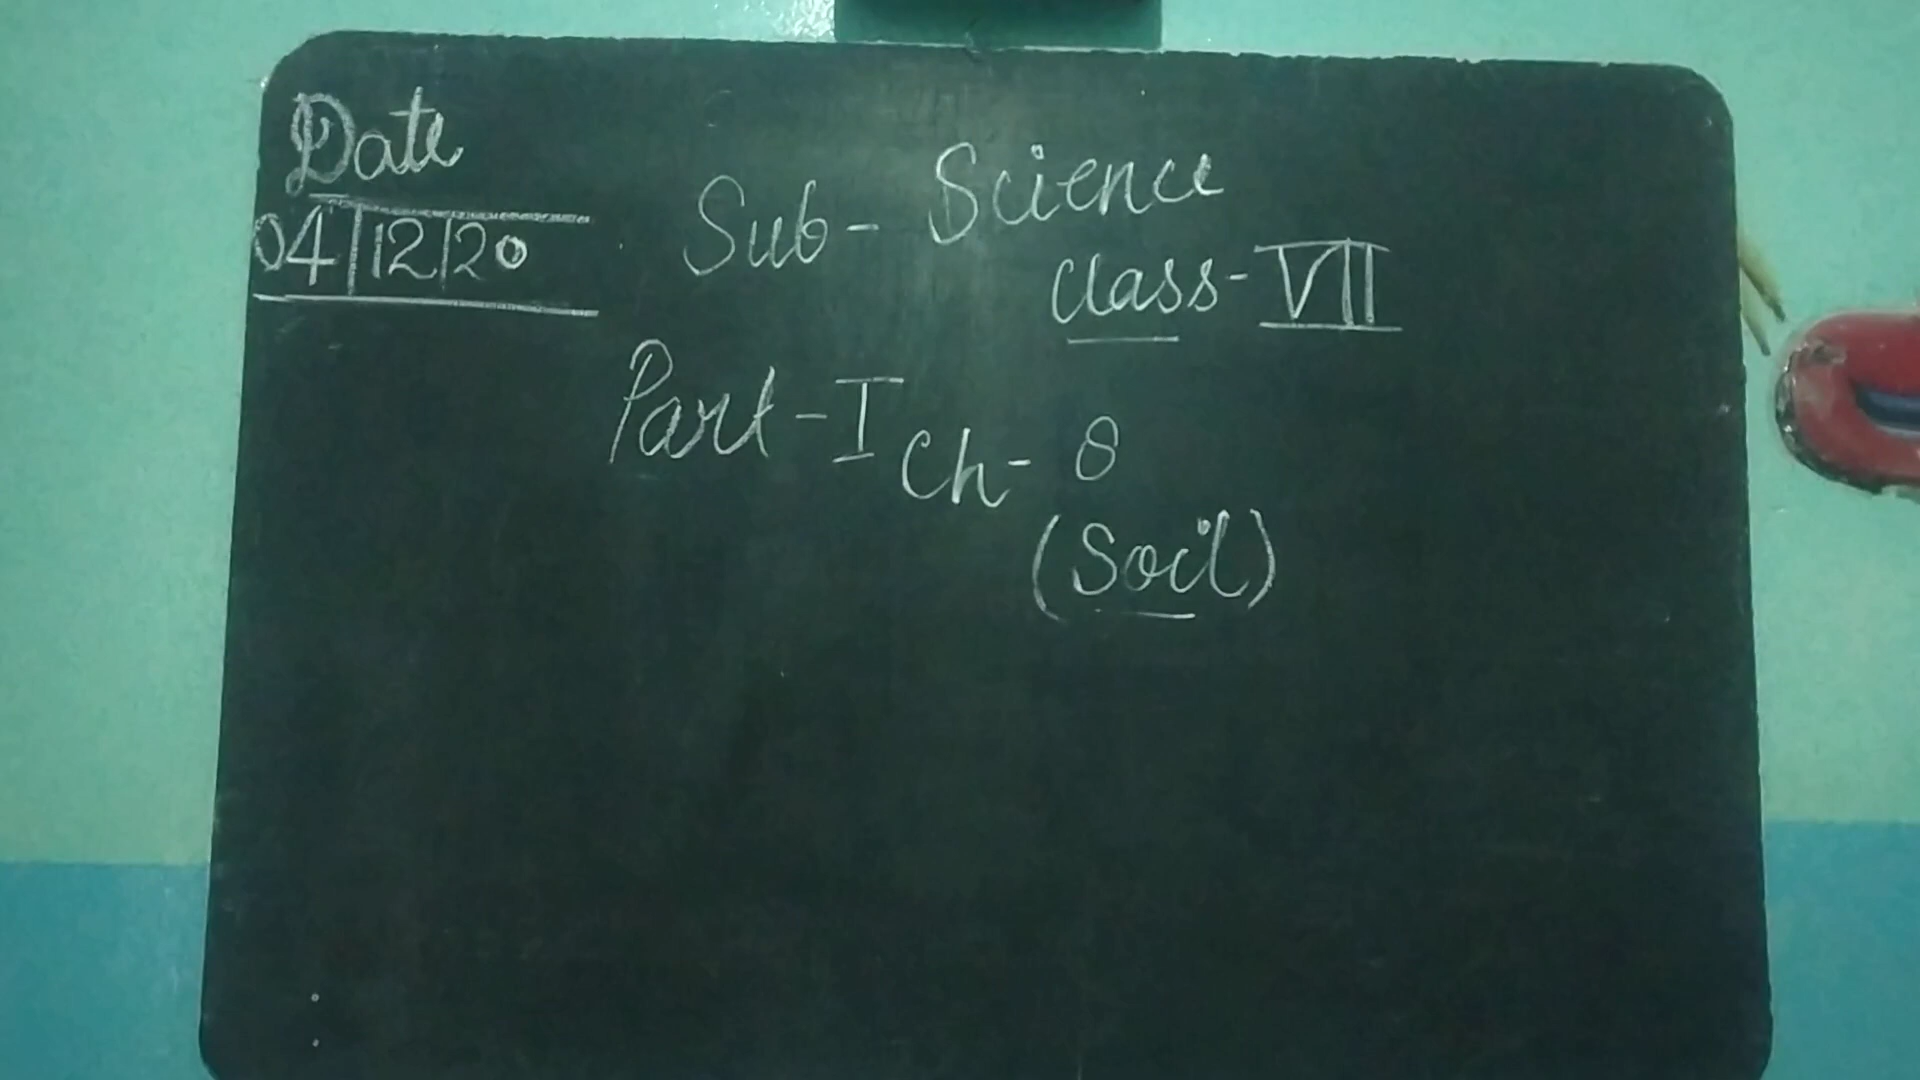 Date
04/12/20
Sub- Science
Class-VII
Part-I
Ch- 8
(Soil)